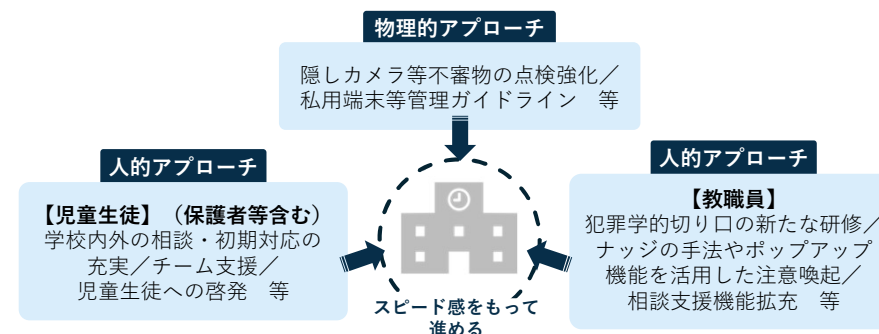 物理的アプローチ
隠しカメラ等不審物の点検強化／
私用端末等管理ガイドライン　等
人的アプローチ
【児童生徒】（保護者等含む）
学校内外の相談・初期対応の
充実／チーム支援／
児童生徒への啓発　等
人的アプローチ
【教職員】
犯罪学的切り口の新たな研修／
ナッジの手法やポップアップ
機能を活用した注意喚起／
相談支援機能拡充　等
スピード感をもって
進める